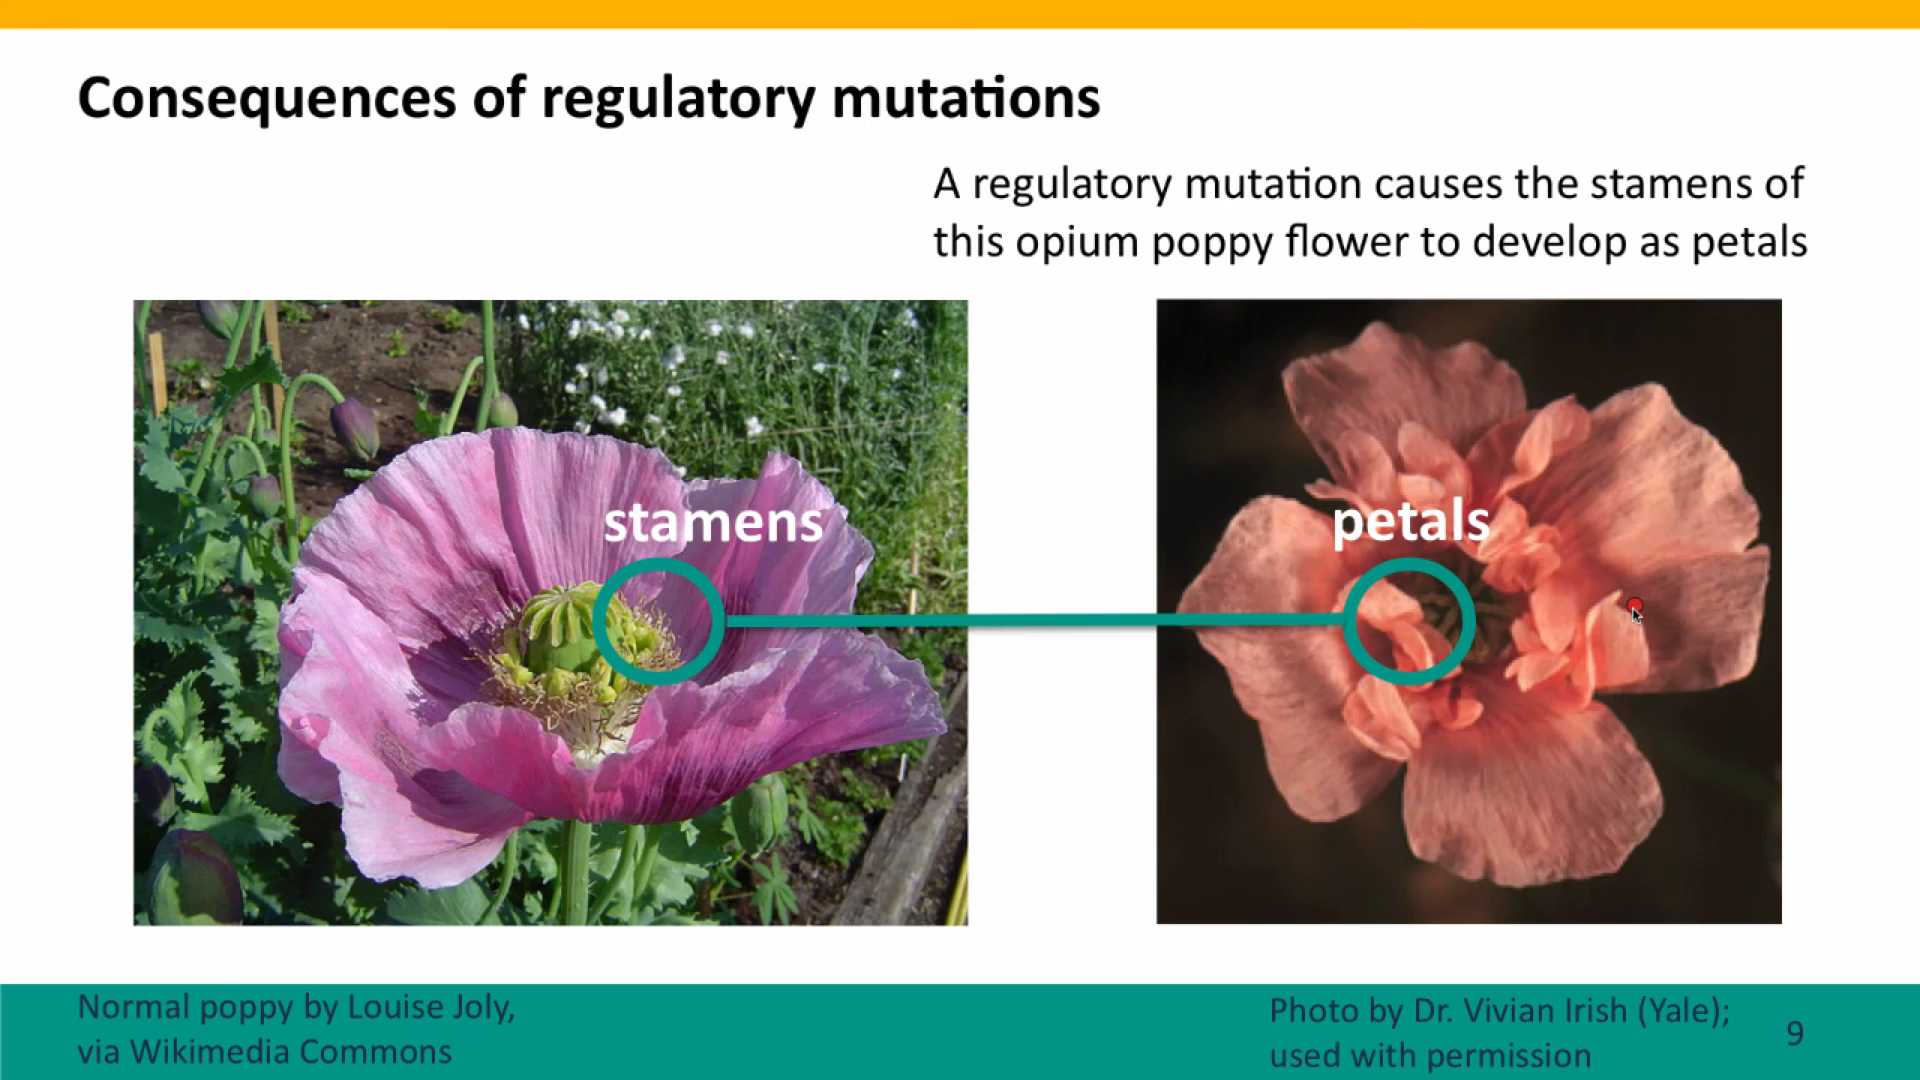 Consequences of regulatory mutations
A regulatory mutation causes the stamens of
this opium poppy flower to develop as petals
stamens
petals
Normal poppy by Louise Joly,
via Wikimedia Commons
Photo by Dr. Vivian Irish (Yale);
used with permission
9